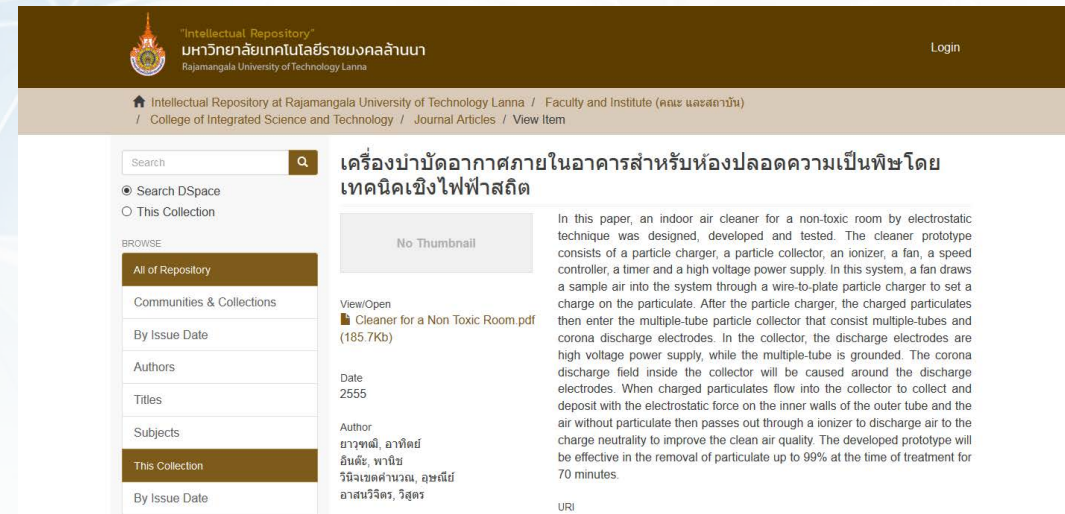 "Intellectual Repository"
มหาวิทยาลัยเทคโนโลยีราชมงคลล้านนา
Rajamangala University of Technology Lanna
Login
Intellectual Repository at Rajamangala University of Technology Lanna / Faculty and Institute (คณะ และสถาบัน)
/ College of Integrated Science and Technology / Journal Articles / View Item
Search
Search DSpace
This Collection
BROWSE
All of Repository
Communities & Collections
By Issue Date
Authors
Titles
Subjects
This Collection
By Issue Date
เครื่องบำบัดอากาศภายในอาคารสำหรับห้องปลอดความเป็นพิษโดย
เทคนิคเชิงไฟฟ้าสถิต
No Thumbnail
View/Open
Cleaner for a Non Toxic Room.pdf
(185.7Kb)
Date
2555
Author
ยาวุฑฒิ, อาทิตย์
อินต๊ะ, พานิช
วินิจเขตคำนวณ, อุษณีย์
อาสนวิจิตร, วิสูตร
In this paper, an indoor air cleaner for a non-toxic room by electrostatic
technique was designed, developed and tested. The cleaner prototype
consists of a particle charger, a particle collector, an ionizer, a fan, a speed
controller, a timer and a high voltage power supply. In this system, a fan draws
a sample air into the system through a wire-to-plate particle charger to set a
charge on the particulate. After the particle charger, the charged particulates
then enter the multiple-tube particle collector that consist multiple-tubes and
corona discharge electrodes. In the collector, the discharge electrodes are
high voltage power supply, while the multiple-tube is grounded. The corona
discharge field inside the collector will be caused around the discharge
electrodes. When charged particulates flow into the collector to collect and
deposit with the electrostatic force on the inner walls of the outer tube and the
air without particulate then passes out through a ionizer to discharge air to the
charge neutrality to improve the clean air quality. The developed prototype will
be effective in the removal of particulate up to 99% at the time of treatment for
70 minutes.
URI